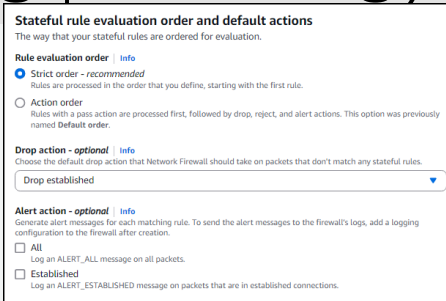 Stateful rule evaluation order and default actions
The way that your stateful rules are ordered for evaluation.
Rule evaluation order | Info
Strict order - recommended
Rules are processed in the order that you define, starting with the first rule.
Action order
Rules with a pass action are processed first, followed by drop, reject, and alert actions. This option was previously
named Default order.
Drop action - optional | Info
Choose the default drop action that Network Firewall should take on packets that don't match any stateful rules.
Drop established
Alert action - optional | Info
Generate alert messages for each matching rule. To send the alert messages to the firewall's logs, add a logging
configuration to the firewall after creation.
All
Log an ALERT_ALL message on all packets.
Established
Log an ALERT_ESTABLISHED message on packets that are in established connections.